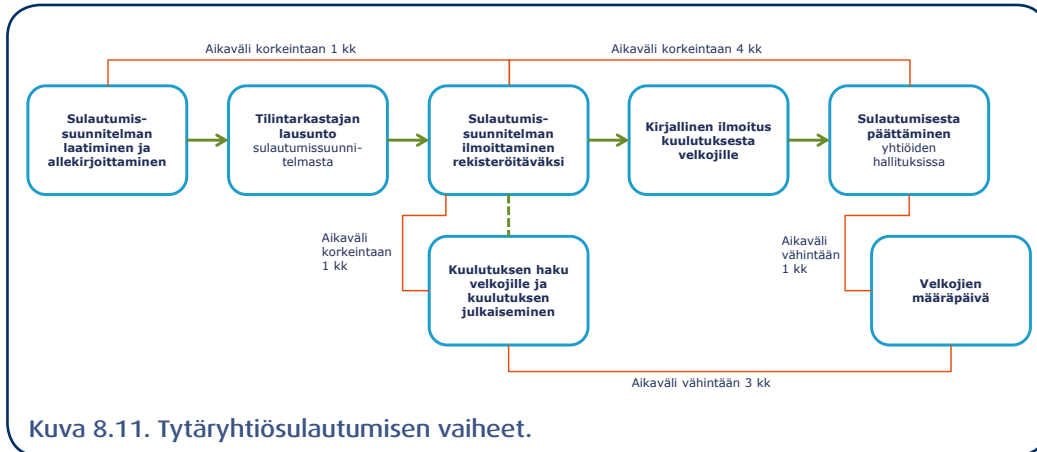 Aikaväli korkeintaan 1 kk
Aikaväli korkeintaan 4 kk
Sulautumis-
suunnitelman
laatiminen ja
allekirjoittaminen
Tilintarkastajan
lausunto
sulautumissuunni-
telmasta
Sulautumis-
suunnitelman
ilmoittaminen
rekisteröitäväksi
Kirjallinen ilmoitus
kuulutuksesta
velkojille
Sulautumisesta
päättäminen
yhtiöiden
hallituksissa
Aikaväli
korkeintaan
1 kk
Kuulutuksen haku
velkojille ja
kuulutuksen
julkaiseminen
Aikaväli
vähintään
1 kk
Velkojien
määräpäivä
Aikaväli vähintään 3 kk
Kuva 8.11. Tytäryhtiösulautumisen vaiheet.